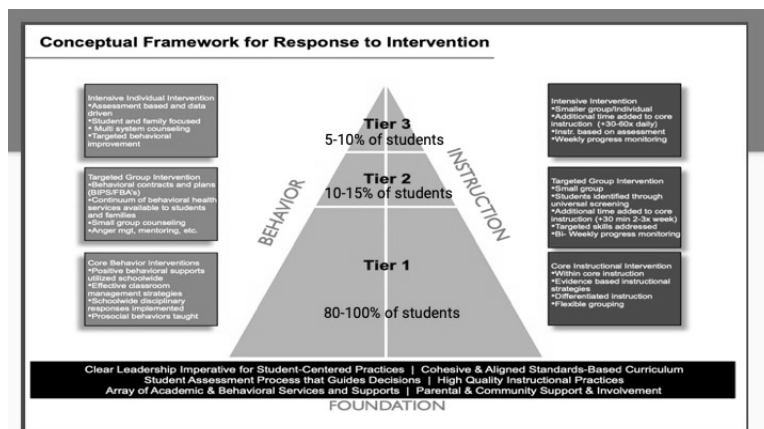 Conceptual Framework for Response to Intervention
Intensive Individual Intervention
•Assessment based and data
driven
•Student and family focused
• Multi system counseling
•Targeted behavioral
improvement
Targeted Group Intervention
• Behavioral contracts and plans
(BIPS/FBA's)
•Continuum of behavioral health
services available to students
and families
•Small group counseling
•Anger mgt, mentoring, etc.
Core Behavior Interventions
•Positive behavioral supports
utilized schoolwide
•Effective classroom
management strategies
•Schoolwide disciplinary
responses implemented
•Prosocial behaviors taught
BEHAVIOR
Tier 3
5-10% of students
Tier 2
10-15% of students
Tier 1
80-100% of students
INSTRUCTION
Intensive Intervention
•Smaller group/Individual
•Additional time added to core
instruction (+30-60x daily)
•Instr. based on assessment
•Weekly progress monitoring
Targeted Group Intervention
•Small group
•Students identified through
universal screening
•Additional time added to core
instruction (+30 min 2-3x week)
•Targeted skills addressed
•Bi- Weekly progress monitoring
Core Instructional Intervention
•Within core instruction
•Evidence based instructional
strategies
•Differentiated instruction
•Flexible grouping
Clear Leadership Imperative for Student-Centered Practices | Cohesive & Aligned Standards-Based Curriculum
Student Assessment Process that Guides Decisions | High Quality Instructional Practices
Array of Academic & Behavioral Services and Supports | Parental & Community Support & Involvement
FOUNDATION